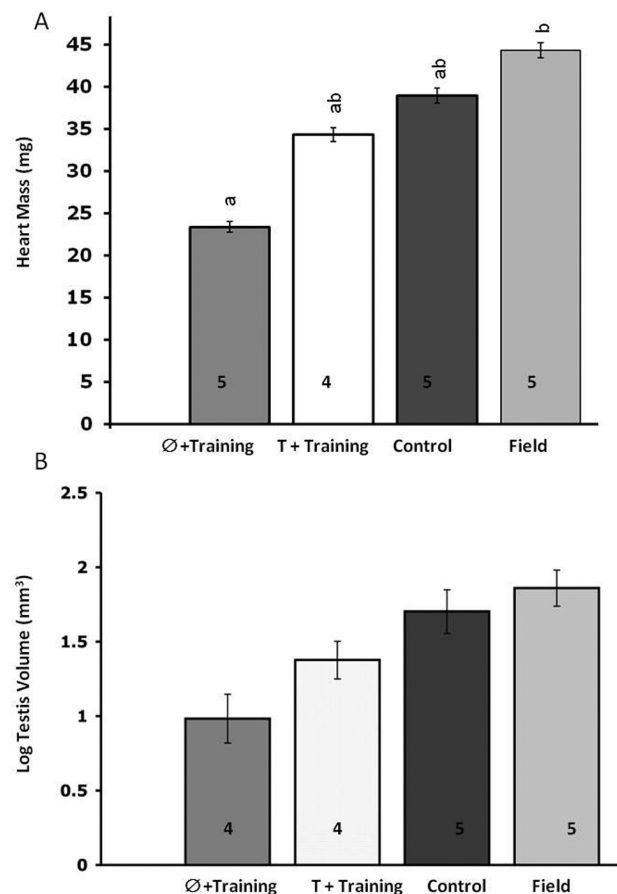 A
Heart Mass (mg)
45
40
35
30
25
20
15
10
5
0
a
ab
ab
b
5
4
5
5
∅+Training
T + Training
Control
Field
B
Log Testis Volume (mm³)
2.5
2
1.5
1
0.5
0
4
4
5
5
∅+Training
T + Training
Control
Field